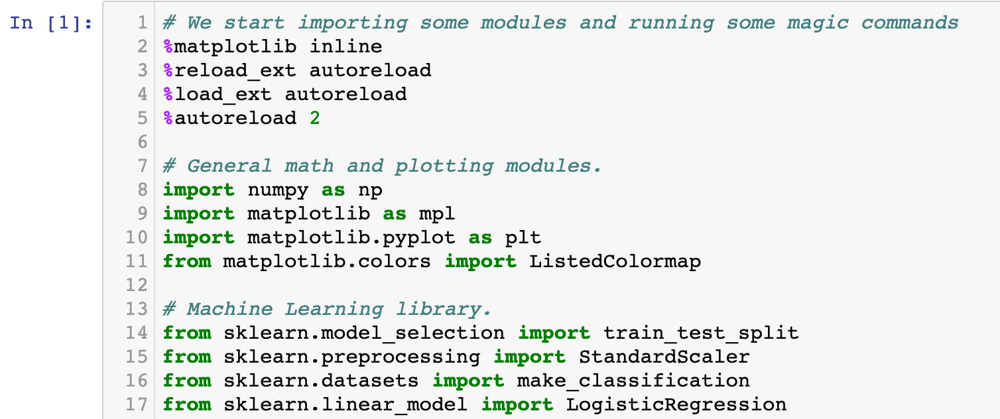 In [1]:
1 # We start importing some modules and running some magic commands
2 %matplotlib inline
3 %reload_ext autoreload
4 %load_ext autoreload
5 %autoreload 2
6
7 # General math and plotting modules.
8 import numpy as np
9 import matplotlib as mpl
10 import matplotlib.pyplot as plt
11 from matplotlib.colors import ListedColormap
12
13 # Machine Learning library.
14 from sklearn.model_selection import train_test_split
15 from sklearn.preprocessing import StandardScaler
16 from sklearn.datasets import make_classification
17 from sklearn.linear_model import LogisticRegression